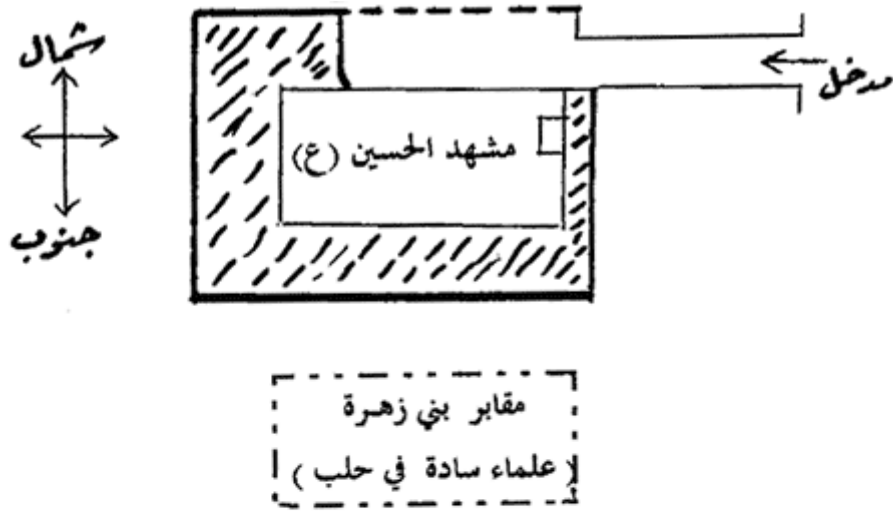 شمال
مدخل
مشهد الحسين (ع)
جنوب
مقابر بني زهرة
(علماء سادة في حلب)